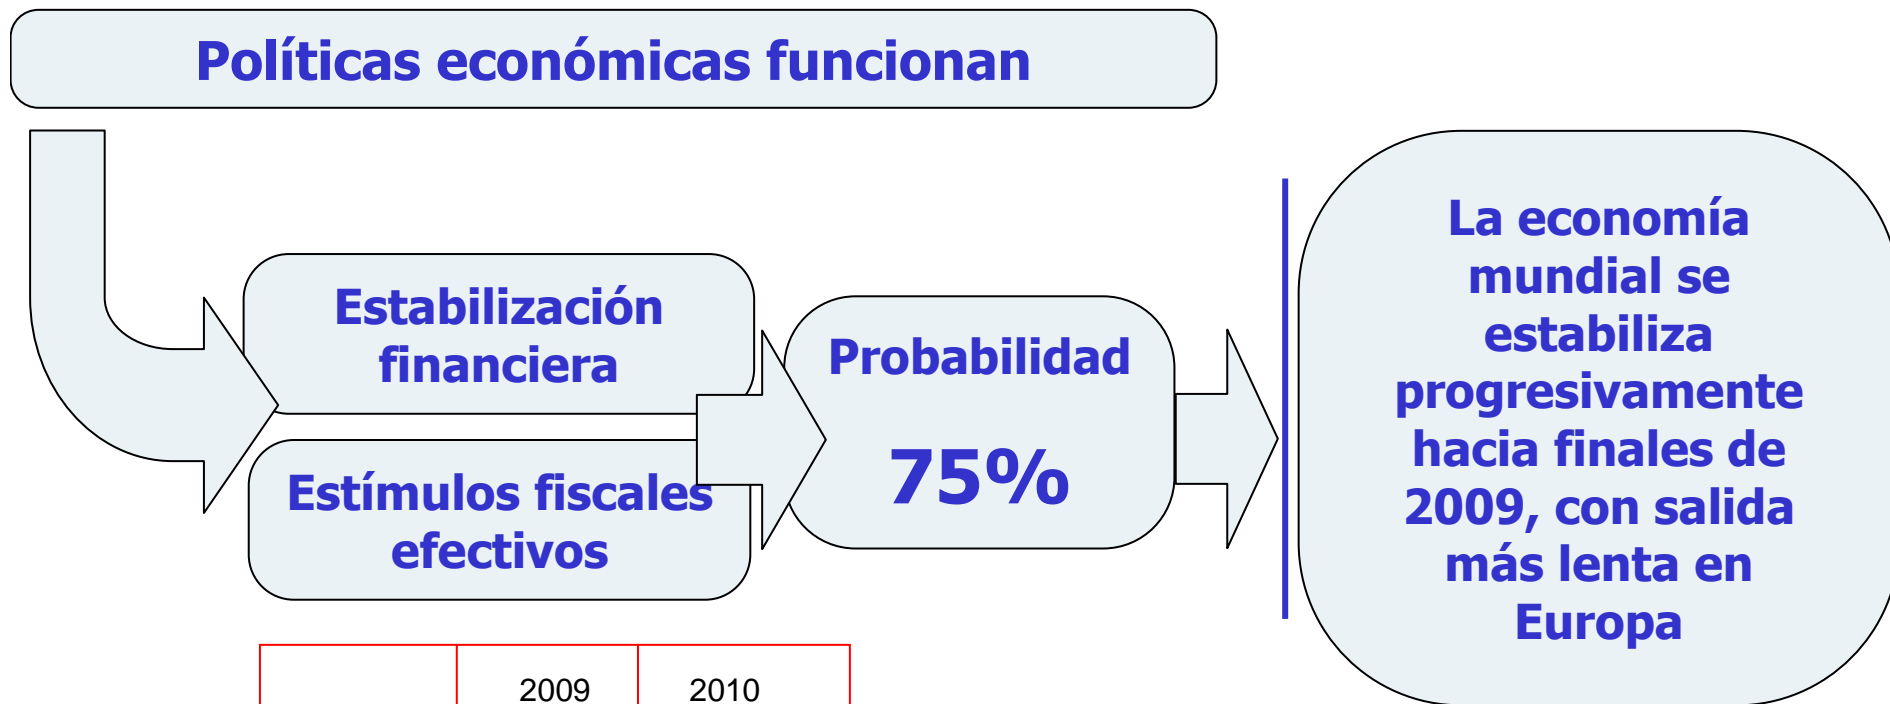 Políticas económicas funcionan
Estabilización
financiera
Estímulos fiscales
efectivos
Probabilidad
75%
La economía
mundial se
estabiliza
progresivamente
hacia finales de
2009, con salida
más lenta en
Europa
2009 2010